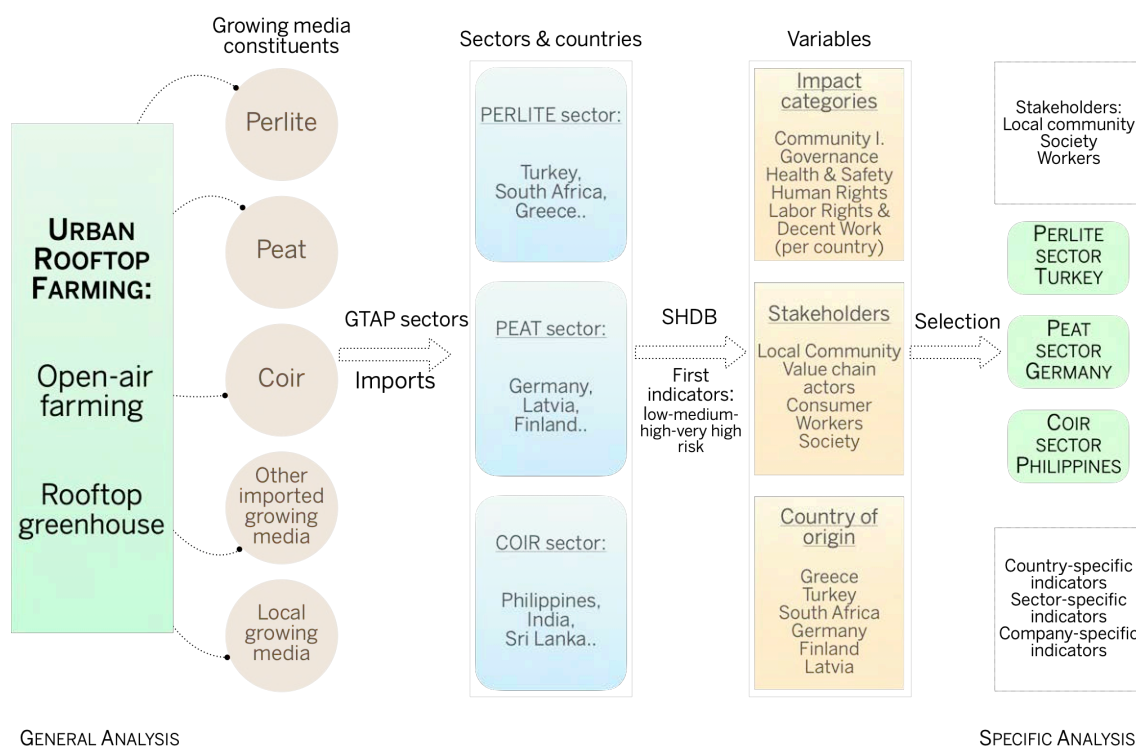 Growing media
constituents
Sectors & countries
Variables
URBAN
ROOFTOP
FARMING:
Open-air
farming
Rooftop
greenhouse
Perlite
Peat
Coir
Other
imported
growing
media
Local
growing
media
GTAP sectors
Imports
PERLITE sector:
Turkey,
South Africa,
Greece..
PEAT sector:
Germany,
Latvia,
Finland..
COIR sector:
Philippines,
India,
Sri Lanka..
SHDB
First
indicators:
low-medium-
high-very high
risk
Impact
categories
Community I.
Governance
Health & Safety
Human Rights
Labor Rights &
Decent Work
(per country)
Stakeholders
Local Community
Value chain
actors
Consumer
Workers
Society
Country of
origin
Greece
Turkey
South Africa
Germany
Finland
Latvia
Selection
Stakeholders:
Local community
Society
Workers
PERLITE
SECTOR
TURKEY
PEAT
SECTOR
GERMANY
COIR
SECTOR
PHILIPPINES
Country-specific
indicators
Sector-specific
indicators
Company-specific
indicators
GENERAL ANALYSIS
SPECIFIC ANALYSIS